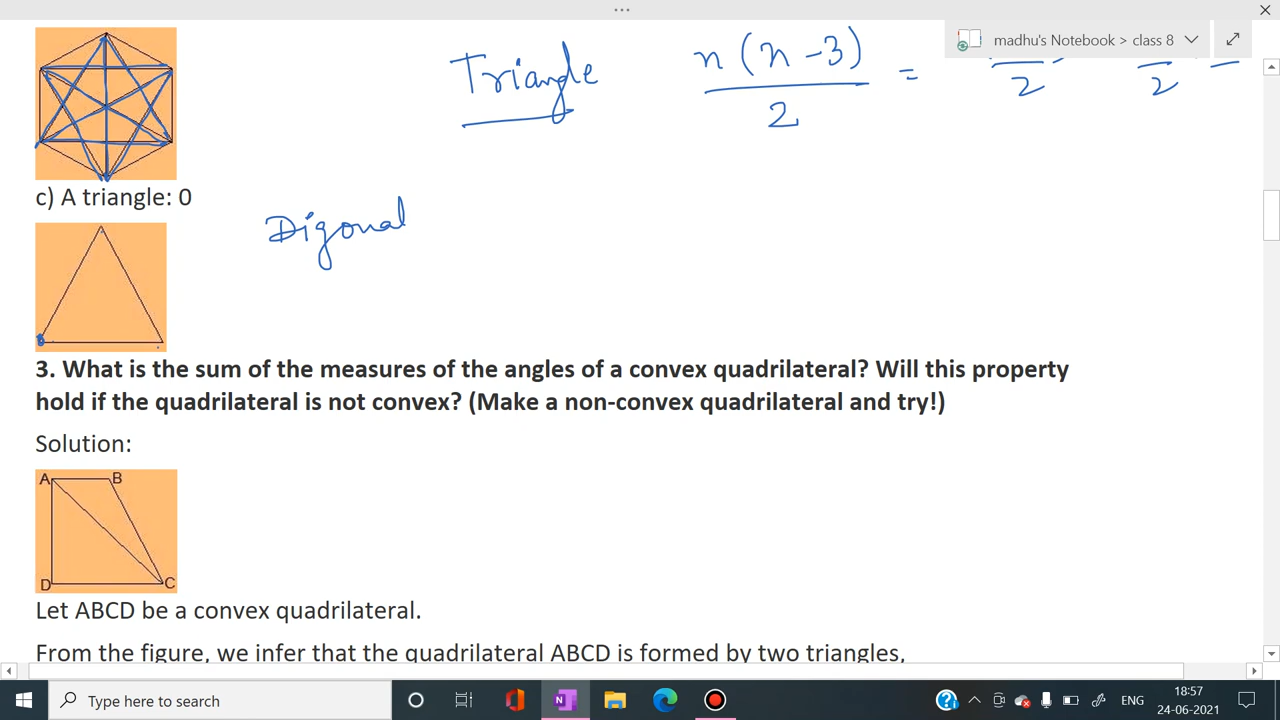 madhu's Notebook > class 8
Triangle n(n-3)/2 = 2 2
c) A triangle: 0
Digonal
3. What is the sum of the measures of the angles of a convex quadrilateral? Will this property
hold if the quadrilateral is not convex? (Make a non-convex quadrilateral and try!)
Solution:
A B
D C
Let ABCD be a convex quadrilateral.
From the figure, we infer that the quadrilateral ABCD is formed by two triangles,
Type here to search
ENG
18:57
24-06-2021